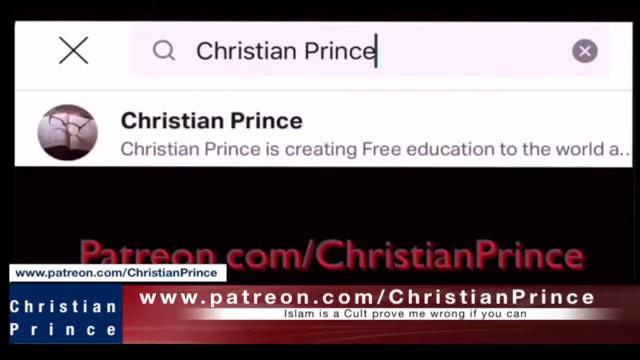 Christian Prince
Christian Prince
Christian Prince is creating Free education to the world a..
Patreon.com/ChristianPrince
www.patreon.com/ChristianPrince
Christian
Prince
www.patreon.com/ChristianPrince
Islam is a Cult prove me wrong if you can